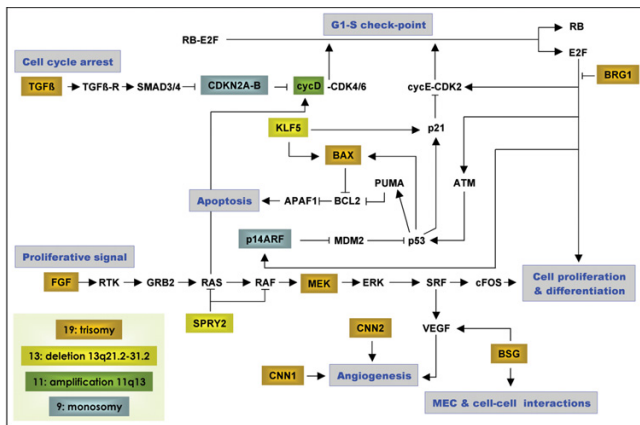 G1-S check-point
RB-E2F
RB
E2F
Cell cycle arrest
TGFß
TGFß-R
SMAD3/4
CDKN2A-B
cycD
-CDK4/6
cycE-CDK2
BRG1
KLF5
p21
BAX
PUMA
ATM
Apoptosis
APAF1
BCL2
p14ARF
MDM2
p53
Proliferative signal
FGF
RTK
GRB2
RAS
RAF
MEK
ERK
SRF
cFOS
Cell proliferation
& differentiation
SPRY2
19: trisomy
13: deletion 13q21.2-31.2
11: amplification 11q13
9: monosomy
CNN2
VEGF
BSG
CNN1
Angiogenesis
MEC & cell-cell interactions